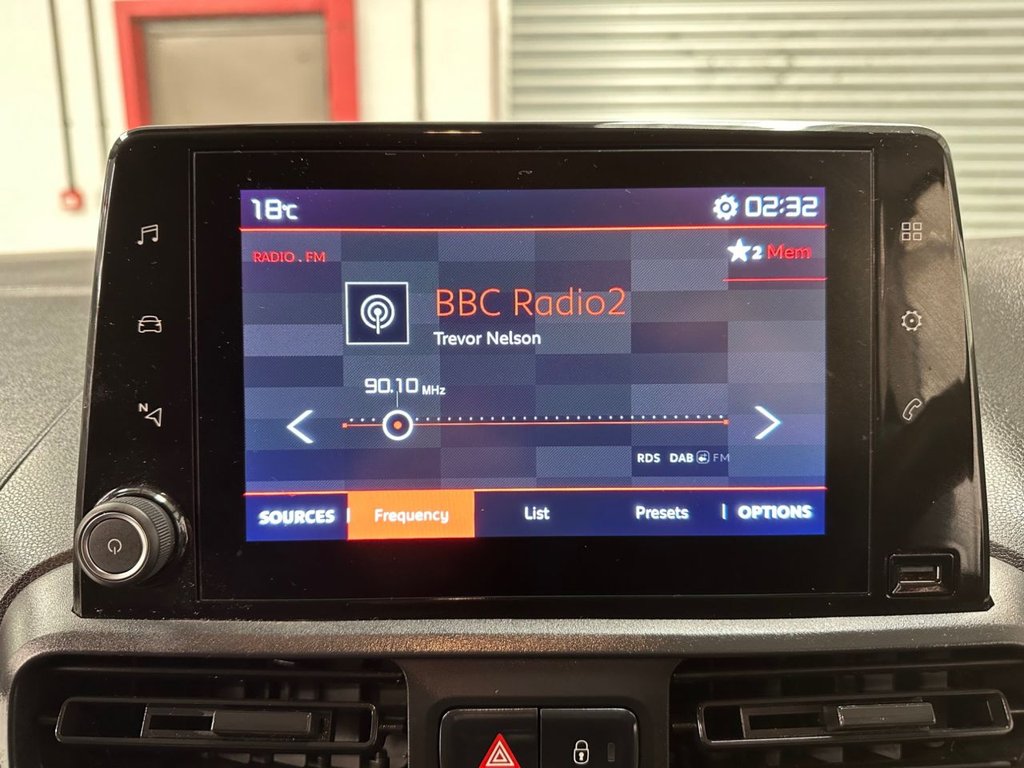 18°C
02:32
RADIO . FM
2 Mem
BBC Radio2
Trevor Nelson
90.10 MHz
N
RDS DAB FM
SOURCES Frequency List Presets OPTIONS